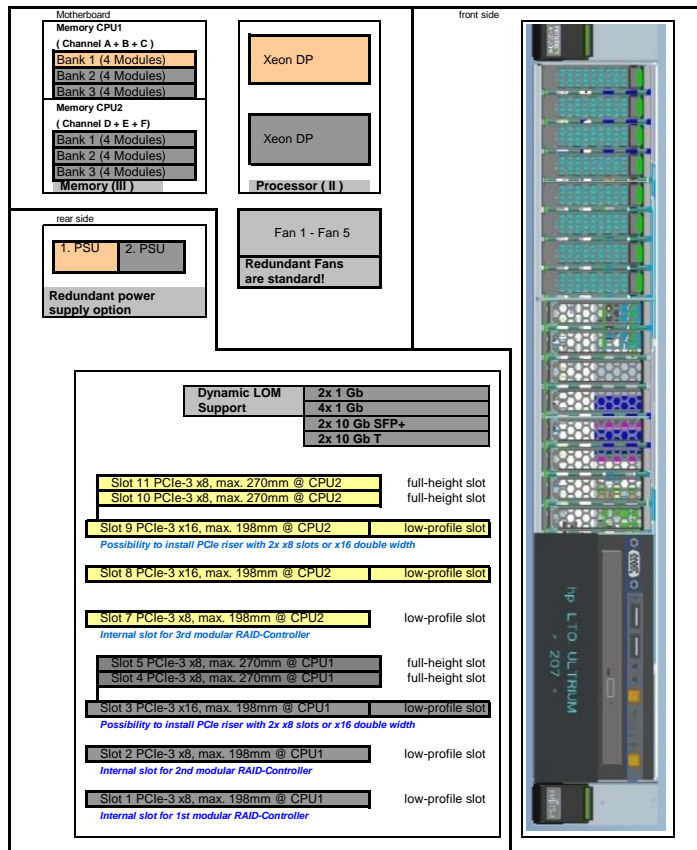 Motherboard
Memory CPU1
( Channel A + B + C )
Bank 1 (4 Modules)
Bank 2 (4 Modules)
Bank 3 (4 Modules)
Memory CPU2
( Channel D + E + F)
Bank 1 (4 Modules)
Bank 2 (4 Modules)
Bank 3 (4 Modules)
Memory (III )
Xeon DP
Xeon DP
Processor ( II )
front side
rear side
1. PSU 2. PSU
Redundant power
supply option
Fan 1 - Fan 5
Redundant Fans
are standard!
Dynamic LOM
Support
2x 1 Gb
4x 1 Gb
2x 10 Gb SFP+
2x 10 Gb T
Slot 11 PCIe-3 x8, max. 270mm @ CPU2 full-height slot
Slot 10 PCIe-3 x8, max. 270mm @ CPU2 full-height slot
Slot 9 PCIe-3 x16, max. 198mm @ CPU2 low-profile slot
Possibility to install PCIe riser with 2x x8 slots or x16 double width
Slot 8 PCIe-3 x16, max. 198mm @ CPU2 low-profile slot
Slot 7 PCIe-3 x8, max. 198mm @ CPU2 low-profile slot
Internal slot for 3rd modular RAID-Controller
Slot 5 PCIe-3 x8, max. 270mm @ CPU1 full-height slot
Slot 4 PCIe-3 x8, max. 270mm @ CPU1 full-height slot
Slot 3 PCIe-3 x16, max. 198mm @ CPU1 low-profile slot
Possibility to install PCIe riser with 2x x8 slots or x16 double width
Slot 2 PCIe-3 x8, max. 198mm @ CPU1 low-profile slot
Internal slot for 2nd modular RAID-Controller
Slot 1 PCIe-3 x8, max. 198mm @ CPU1 low-profile slot
Internal slot for 1st modular RAID-Controller
hp LTO ULTRIUM
207